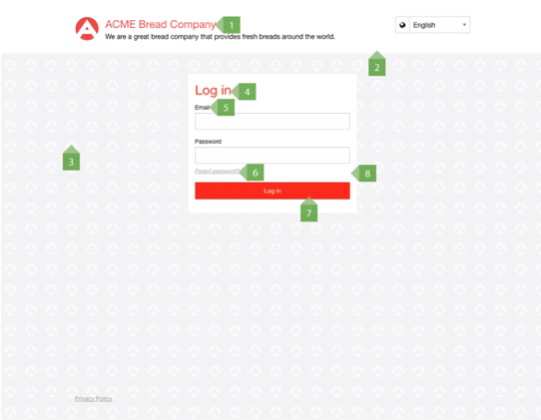 ACME Bread Company 1
We are a great bread company that provides fresh breads around the world.
English
2
Log in 4
Email 5
Password
3
Forgot password? 6
8
Log in
7
Privacy Policy